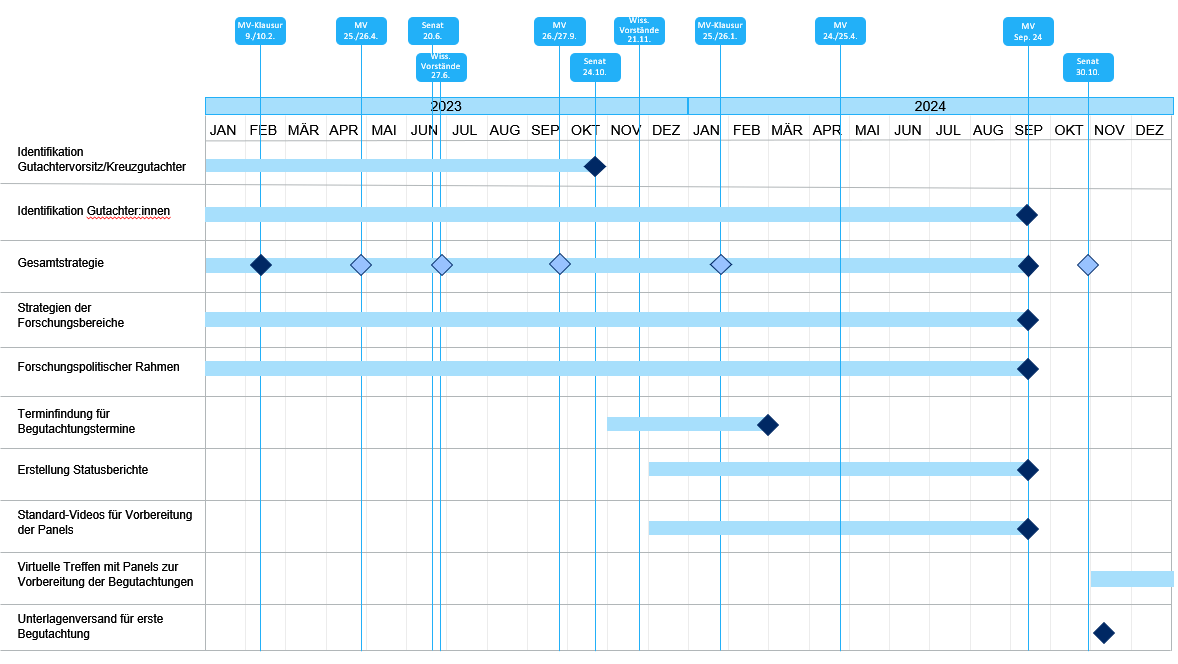 MV-Klausur
9./10.2.
MV
25./26.4.
Senat
20.6.
Wiss.
Vorstände
27.6.
MV
26./27.9.
Senat
24.10.
Wiss.
Vorstände
21.11.
MV-Klausur
25./26.1.
MV
24./25.4.
MV
Sep. 24
Senat
30.10.
2023
2024
JAN FEB MÄR APR MAI JUN JUL AUG SEP OKT NOV DEZ JAN FEB MÄR APR MAI JUN JUL AUG SEP OKT NOV DEZ
Identifikation
Gutachtervorsitz/Kreuzgutachter
Identifikation Gutachter:innen
Gesamtstrategie
Strategien der
Forschungsbereiche
Forschungspolitischer Rahmen
Terminfindung für
Begutachtungstermine
Erstellung Statusberichte
Standard-Videos für Vorbereitung
der Panels
Virtuelle Treffen mit Panels zur
Vorbereitung der Begutachtungen
Unterlagenversand für erste
Begutachtung